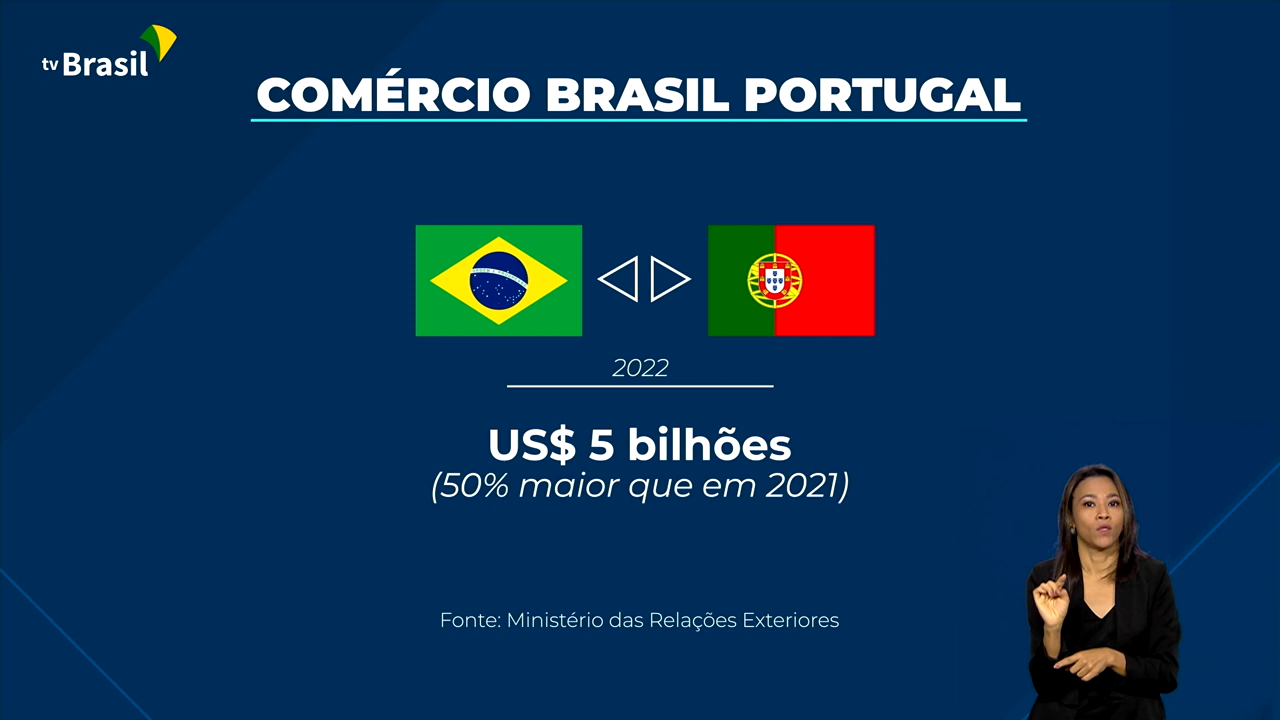 tv Brasil
COMÉRCIO BRASIL PORTUGAL
2022
US$ 5 bilhões
(50% maior que em 2021)
Fonte: Ministério das Relações Exteriores